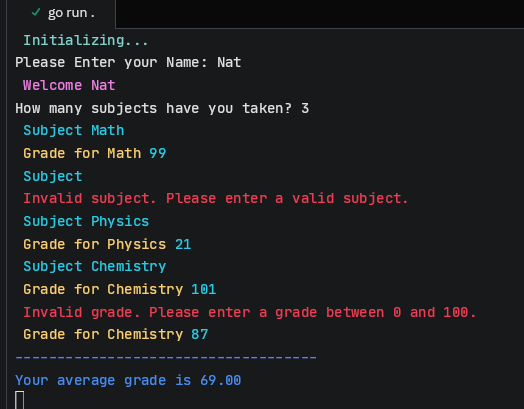 go run .
Initializing...
Please Enter your Name: Nat
Welcome Nat
How many subjects have you taken? 3
Subject Math
Grade for Math 99
Subject
Invalid subject. Please enter a valid subject.
Subject Physics
Grade for Physics 21
Subject Chemistry
Grade for Chemistry 101
Invalid grade. Please enter a grade between 0 and 100.
Grade for Chemistry 87
------------------------------------
Your average grade is 69.00